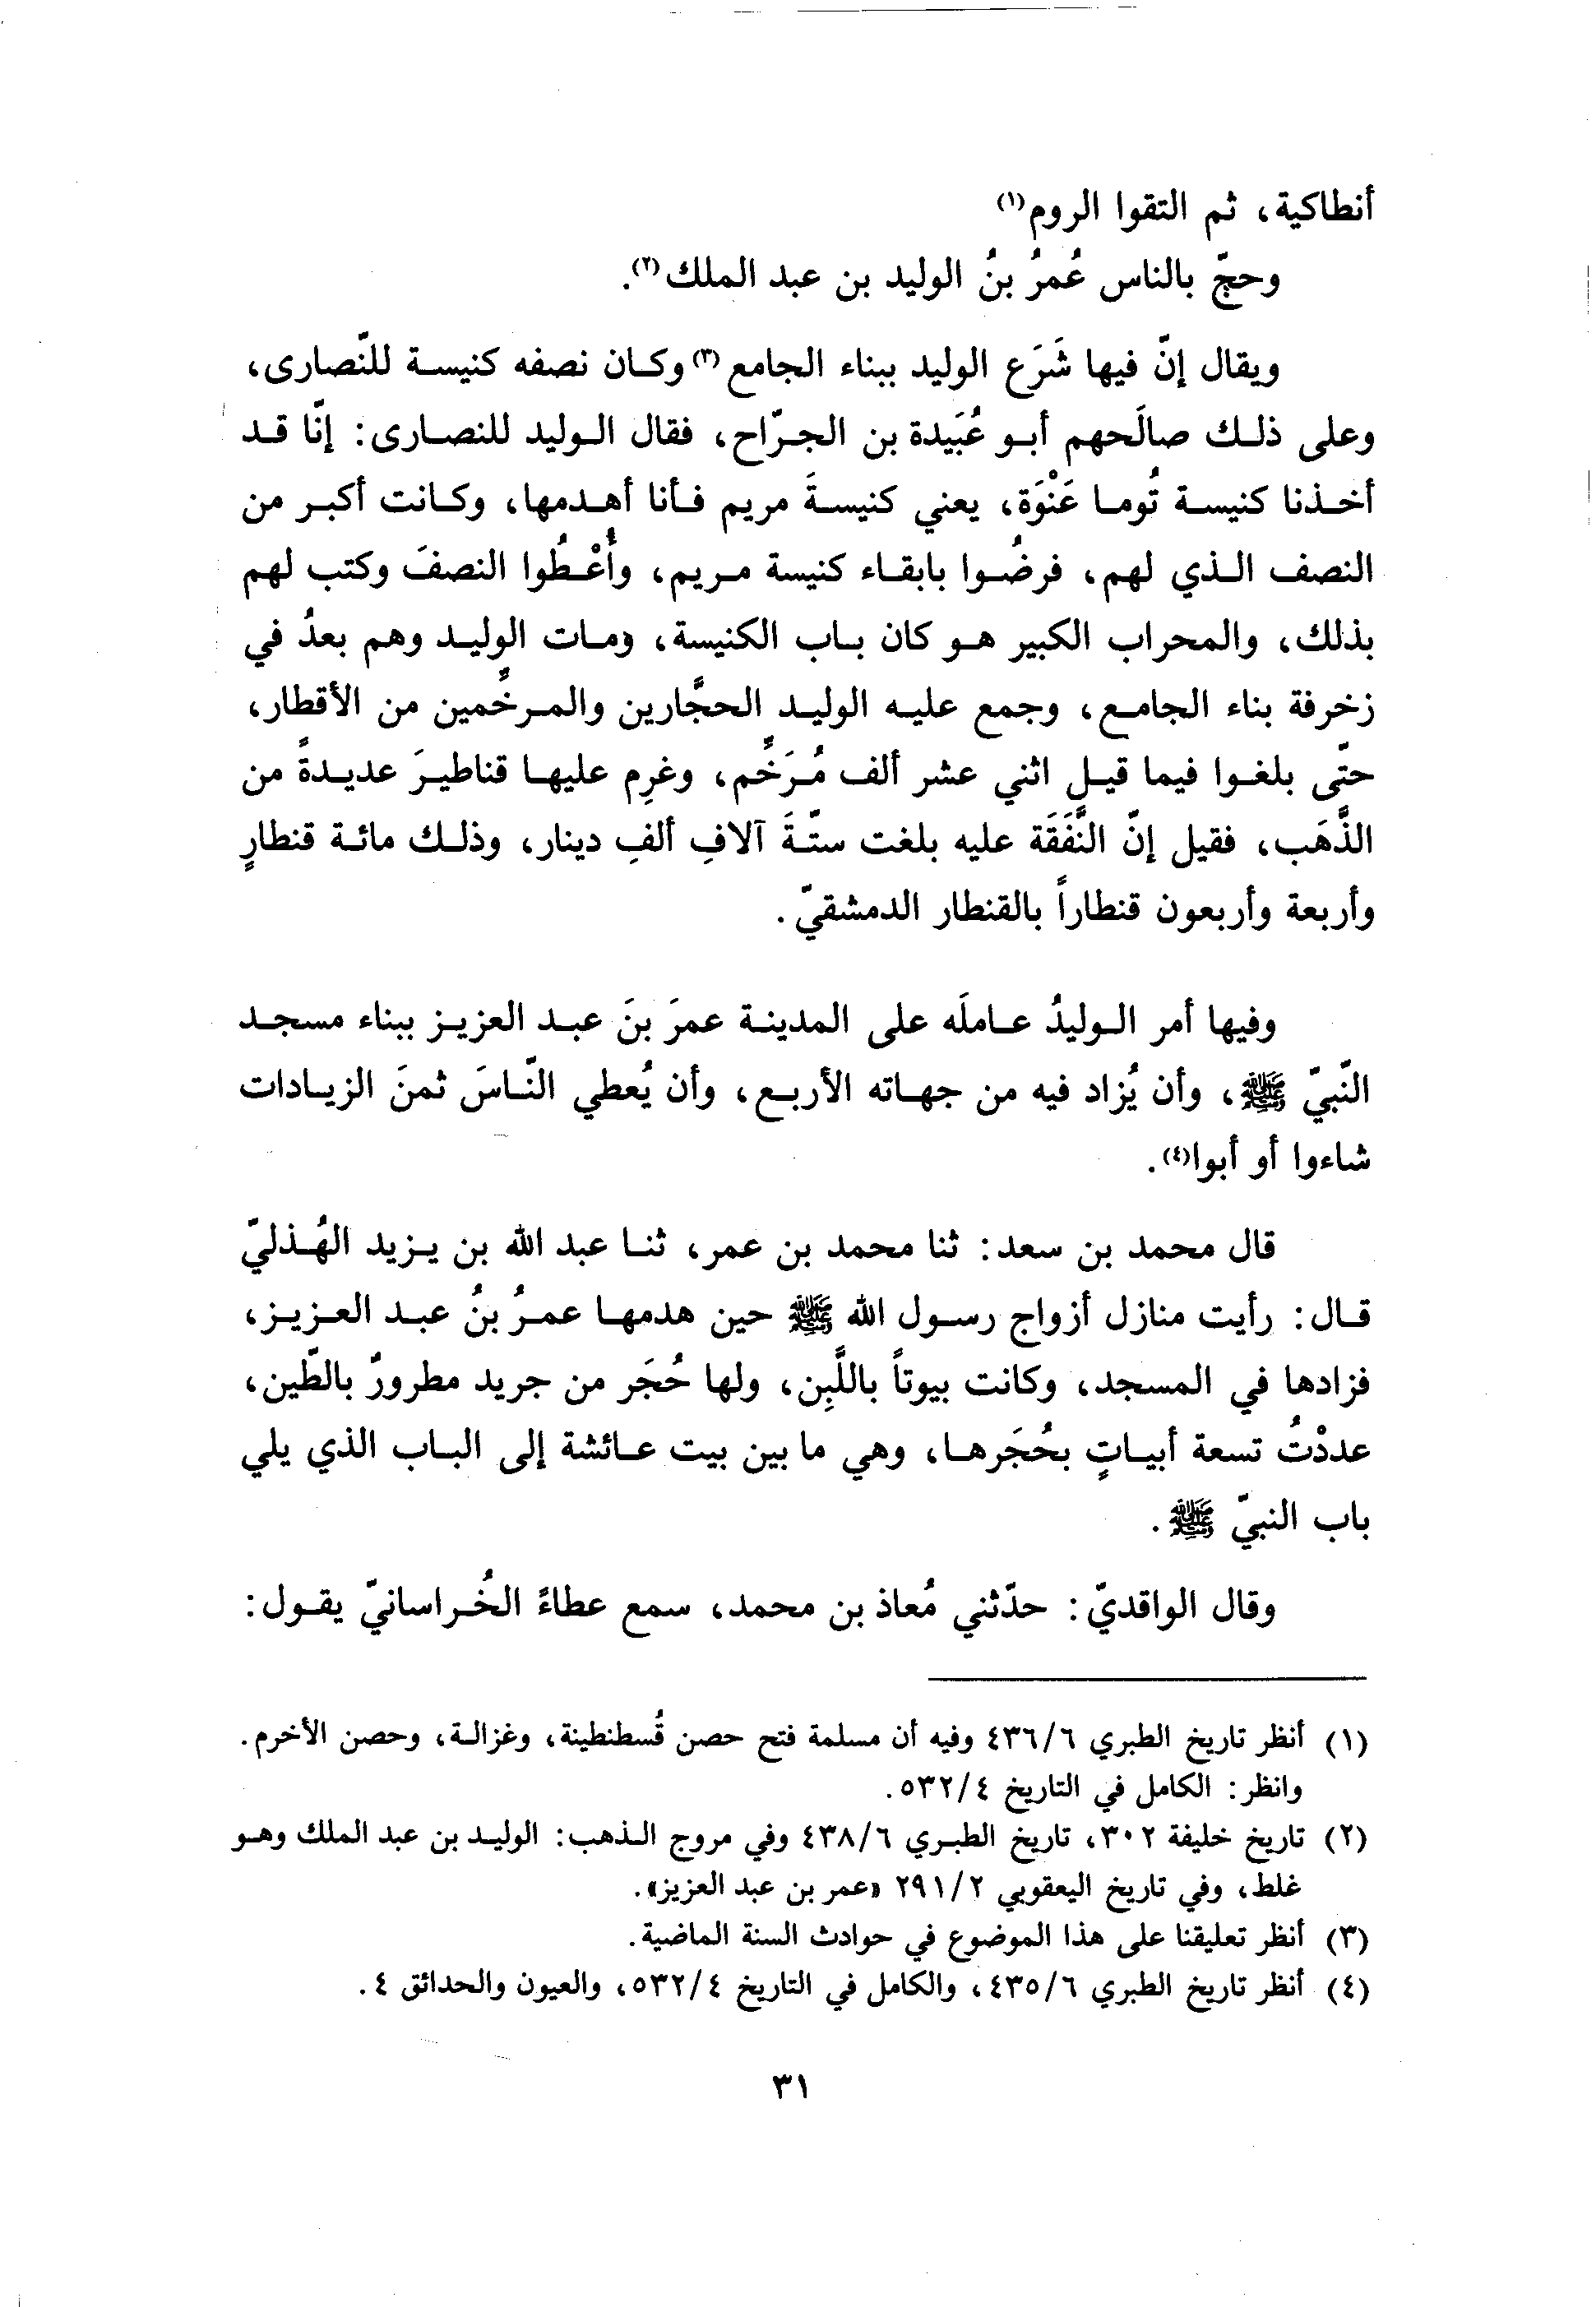 أنطاكية، ثم التقوا الروم(١)
وحجّ بالناس عُمرُ بنُ الوليد بن عبد الملك(٢).
ويقال إنّ فيها شَرَع الوليد ببناء الجامع(٣) وكان نصفه كنيسة للنّصارى،
وعلى ذلك صالَحهم أبو عُبَيدة بن الجرّاح، فقال الوليد للنصارى: إنّا قد
أخذنا كنيسة تُوما عَنْوَة، يعني كنيسةَ مريم فأنا أهدمها، وكانت أكبر من
النصف الذي لهم، فرضُوا بابقاء كنيسة مريم، وأُعْطُوا النصفَ وكتب لهم
بذلك، والمحراب الكبير هو كان باب الكنيسة، ومات الوليد وهم بعدُ في
زخرفة بناء الجامع، وجمع عليه الوليد الحجَّارين والمرخِّمين من الأقطار،
حتّى بلغوا فيما قيل اثني عشر ألف مُرَخِّم، وغرِم عليها قناطيرَ عديدةً من
الذَّهَب، فقيل إنّ النَّفَقَة عليه بلغت ستّةَ آلافِ ألفِ دينار، وذلك مائة قنطارٍ
وأربعة وأربعون قنطاراً بالقنطار الدمشقيّ.
وفيها أمر الوليدُ عاملَه على المدينة عمرَ بنَ عبد العزيز ببناء مسجد
النّبيّ ﷺ، وأن يُزاد فيه من جهاته الأربع، وأن يُعطي النّاسَ ثمنَ الزيادات
شاءوا أو أبوا(٤).
قال محمد بن سعد: ثنا محمد بن عمر، ثنا عبد الله بن يزيد الهُذليّ
قال: رأيت منازل أزواج رسول الله ﷺ حين هدمها عمرُ بنُ عبد العزيز،
فزادها في المسجد، وكانت بيوتاً باللَّبِن، ولها حُجَر من جريد مطرورٌ بالطّين،
عددْتُ تسعة أبياتٍ بحُجَرها، وهي ما بين بيت عائشة إلى الباب الذي يلي
باب النبيّ ﷺ.
وقال الواقديّ: حدّثني مُعاذ بن محمد، سمع عطاءً الخُراسانيّ يقول:
(١) أنظر تاريخ الطبري ٤٣٦/٦ وفيه أن مسلمة فتح حصن قُسطنطينة، وغزالة، وحصن الأخرم.
وانظر: الكامل في التاريخ ٥٣٢/٤.
(٢) تاريخ خليفة ٣٠٢، تاريخ الطبري ٤٣٨/٦ وفي مروج الذهب: الوليد بن عبد الملك وهو
غلط، وفي تاريخ اليعقوبي ٢٩١/٢ «عمر بن عبد العزيز».
(٣) أنظر تعليقنا على هذا الموضوع في حوادث السنة الماضية.
(٤) أنظر تاريخ الطبري ٤٣٥/٦، والكامل في التاريخ ٥٣٢/٤، والعيون والحدائق ٤.
٣١